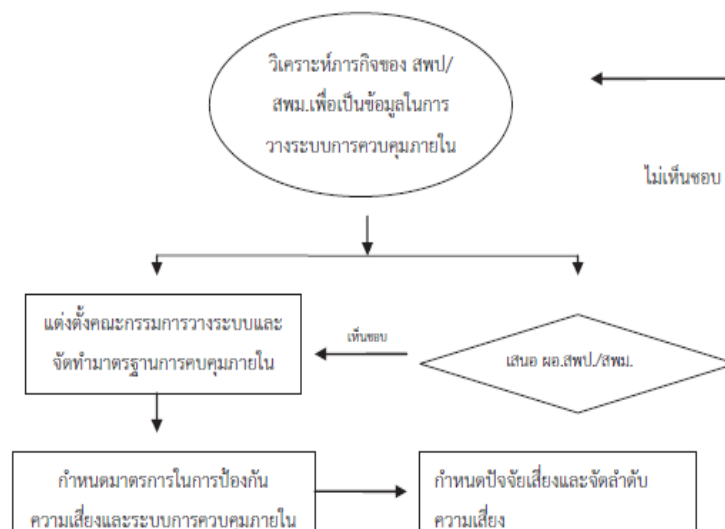 วิเคราะห์ภารกิจของ สพป/
สพม.เพื่อเป็นข้อมูลในการ
วางระบบการควบคุมภายใน
ไม่เห็นชอบ
แต่งตั้งคณะกรรมการวางระบบและ
จัดทำมาตรฐานการคบคุมภายใน
เห็นชอบ
เสนอ ผอ.สพป./สพม.
กำหนดมาตรการในการป้องกัน
ความเสี่ยงและระบบการควบคุมภายใน
กำหนดปัจจัยเสี่ยงและจัดลำดับ
ความเสี่ยง